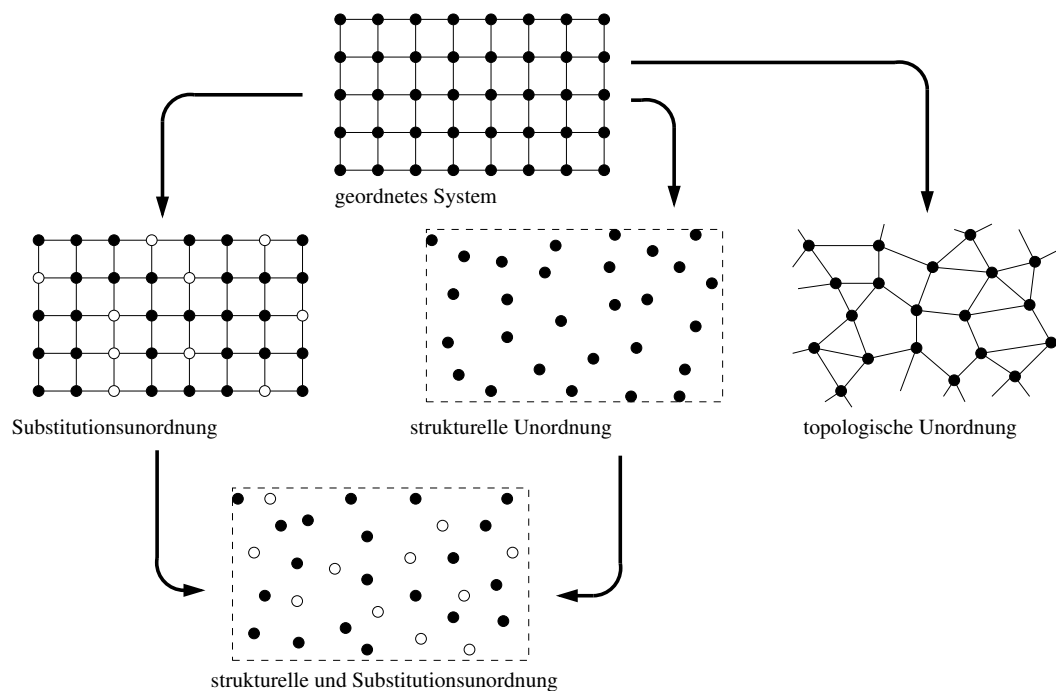 geordnetes System
Substitutionsunordnung
strukturelle Unordnung
topologische Unordnung
strukturelle und Substitutionsunordnung